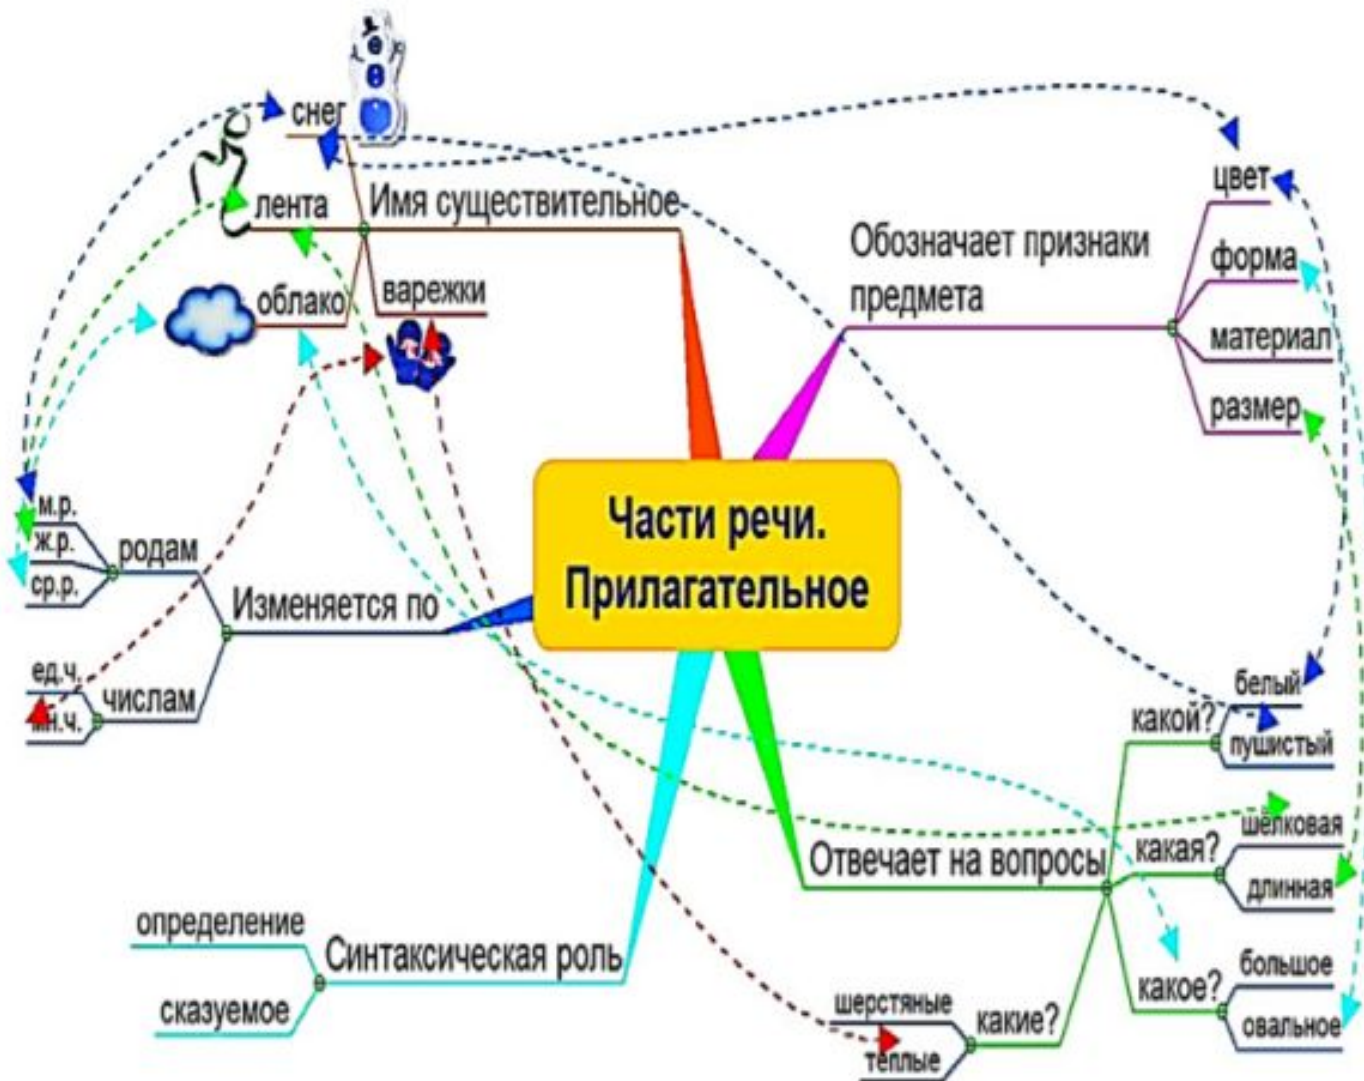 Части речи.
Прилагательное
Имя существительное
снег
лента
облако
варежки
Обозначает признаки
предмета
цвет
форма
материал
размер
Изменяется по
родам
м.р.
ж.р.
ср.р.
числам
ед.ч.
мн.ч.
Отвечает на вопросы
какой?
белый
пушистый
какая?
шёлковая
длинная
какое?
большое
овальное
какие?
шерстяные
тёплые
Синтаксическая роль
определение
сказуемое